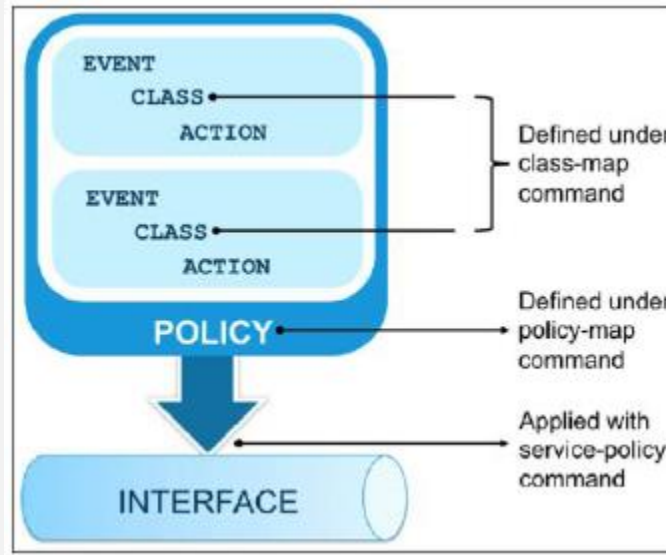 EVENT
CLASS
ACTION
EVENT
CLASS
ACTION
POLICY
INTERFACE
Defined under
class-map
command
Defined under
policy-map
command
Applied with
service-policy
command